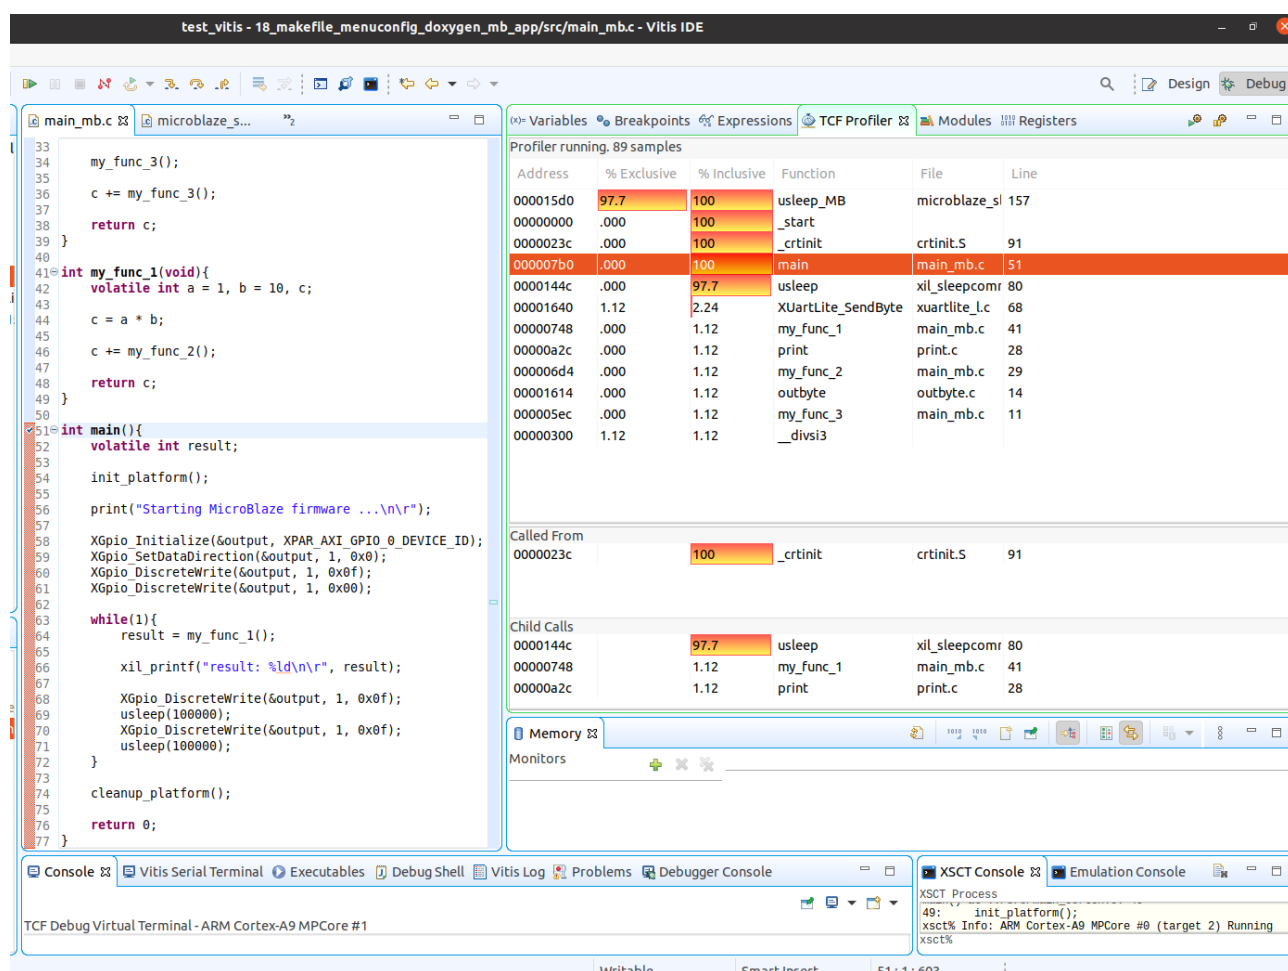 test_vitis - 18_makefile_menuconfig_doxygen_mb_app/src/main_mb.c - Vitis IDE
Design Debug
main_mb.c microblaze_s... »2
33
34 my_func_3();
35
36 c += my_func_3();
37
38 return c;
39 }
40
41 int my_func_1(void){
42 volatile int a = 1, b = 10, c;
43
44 c = a * b;
45
46 c += my_func_2();
47
48 return c;
49 }
50
51 int main(){
52 volatile int result;
53
54 init_platform();
55
56 print("Starting MicroBlaze firmware ...\n\r");
57
58 XGpio_Initialize(&output, XPAR_AXI_GPIO_0_DEVICE_ID);
59 XGpio_SetDataDirection(&output, 1, 0x0);
60 XGpio_DiscreteWrite(&output, 1, 0x0f);
61 XGpio_DiscreteWrite(&output, 1, 0x00);
62
63 while(1){
64 result = my_func_1();
65
66 xil_printf("result: %ld\n\r", result);
67
68 XGpio_DiscreteWrite(&output, 1, 0x0f);
69 usleep(100000);
70 XGpio_DiscreteWrite(&output, 1, 0x0f);
71 usleep(100000);
72 }
73
74 cleanup_platform();
75
76 return 0;
77 }
(x)= Variables Breakpoints Expressions TCF Profiler Modules Registers
Profiler running. 89 samples
Address % Exclusive % Inclusive Function File Line
000015d0 97.7 100 usleep_MB microblaze_sl 157
00000000 .000 100 _start
0000023c .000 100 _crtinit crtinit.S 91
000007b0 .000 100 main main_mb.c 51
0000144c .000 97.7 usleep xil_sleepcomr 80
00001640 1.12 2.24 XUartLite_SendByte xuartlite_l.c 68
00000748 .000 1.12 my_func_1 main_mb.c 41
00000a2c .000 1.12 print print.c 28
000006d4 .000 1.12 my_func_2 main_mb.c 29
00001614 .000 1.12 outbyte outbyte.c 14
000005ec .000 1.12 my_func_3 main_mb.c 11
00000300 1.12 1.12 __divsi3
Called From
0000023c 100 _crtinit crtinit.S 91
Child Calls
0000144c 97.7 usleep xil_sleepcomr 80
00000748 1.12 my_func_1 main_mb.c 41
00000a2c 1.12 print print.c 28
Memory
Monitors
Console Vitis Serial Terminal Executables Debug Shell Vitis Log Problems Debugger Console
TCF Debug Virtual Terminal - ARM Cortex-A9 MPCore #1
XSCT Console Emulation Console
XSCT Process
49: init_platform();
xsct% Info: ARM Cortex-A9 MPCore #0 (target 2) Running
xsct%
Writable Smart Insert 51 : 1 : 603